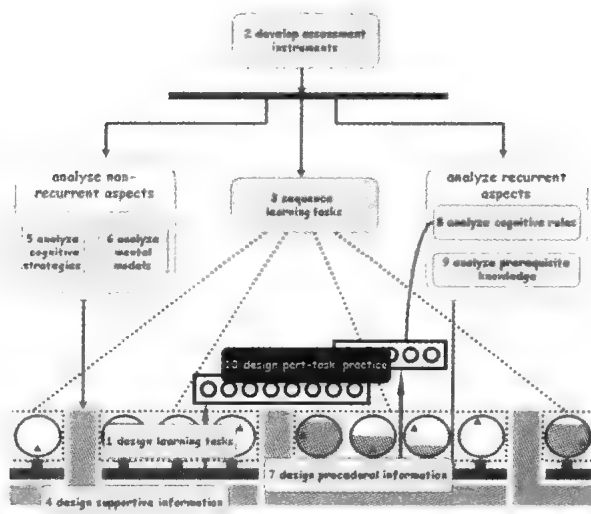 2 develop assessment
instruments
analyse non-
recurrent aspects
5 analyze
cognitive
strategies
6 analyze
mental
models
3 sequence
learning tasks
analyze recurrent
aspects
8 analyze cognitive rules
9 analyze prerequisite
knowledge
10 design part-task practice
1 design learning tasks
7 design procedural information
4 design supportive information